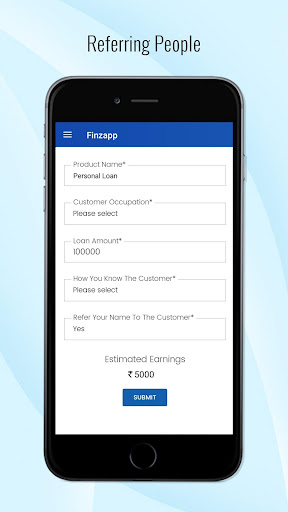 Referring People
Finzapp
Product Name*
Personal Loan
Customer Occupation*
Please select
Loan Amount*
100000
How You Know The Customer*
Please select
Refer Your Name To The Customer*
Yes
Estimated Earnings
₹ 5000
SUBMIT